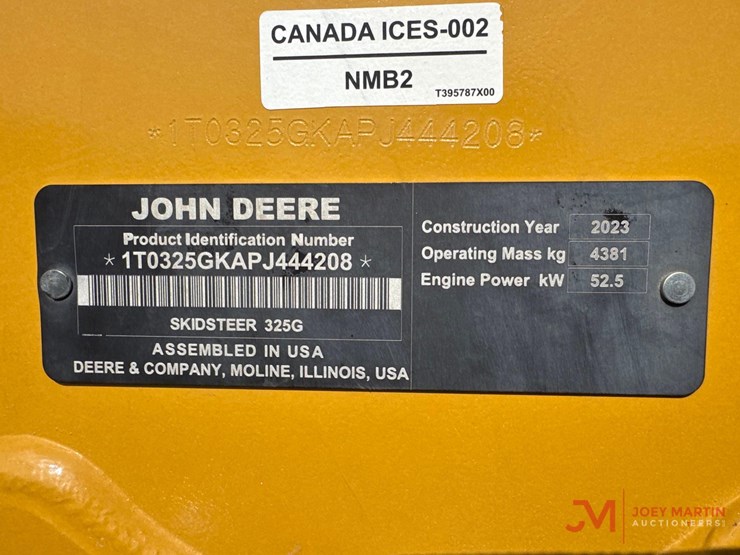 CANADA ICES-002
NMB2
T395787X00
*1T0325GKAPJ444208*
JOHN DEERE
Product Identification Number
*1T0325GKAPJ444208*
SKIDSTEER 325G
ASSEMBLED IN USA
DEERE & COMPANY, MOLINE, ILLINOIS, USA
Construction Year 2023
Operating Mass kg 4381
Engine Power kW 52.5
JM JOEY MARTIN
AUCTIONEERS